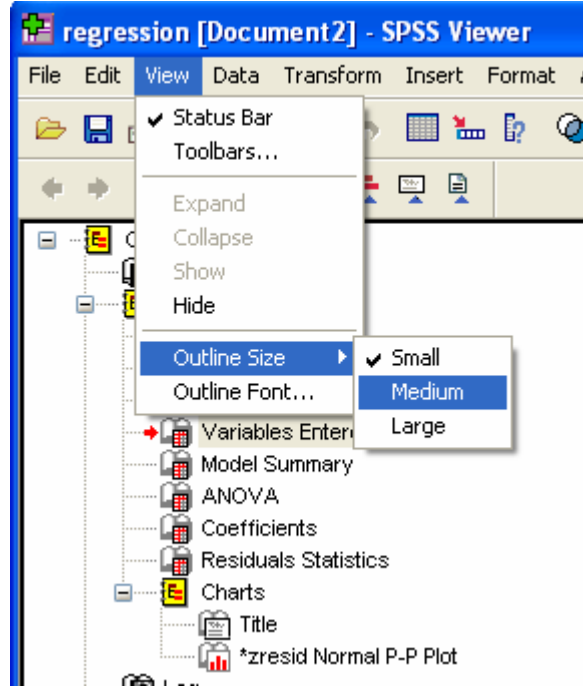 regression [Document2] - SPSS Viewer
File Edit View Data Transform Insert Format
Status Bar
Toolbars...
Expand
Collapse
Show
Hide
Outline Size
Outline Font...
Small
Medium
Large
Variables
Model Summary
ANOVA
Coefficients
Residuals Statistics
Charts
Title
*zresid Normal P-P Plot